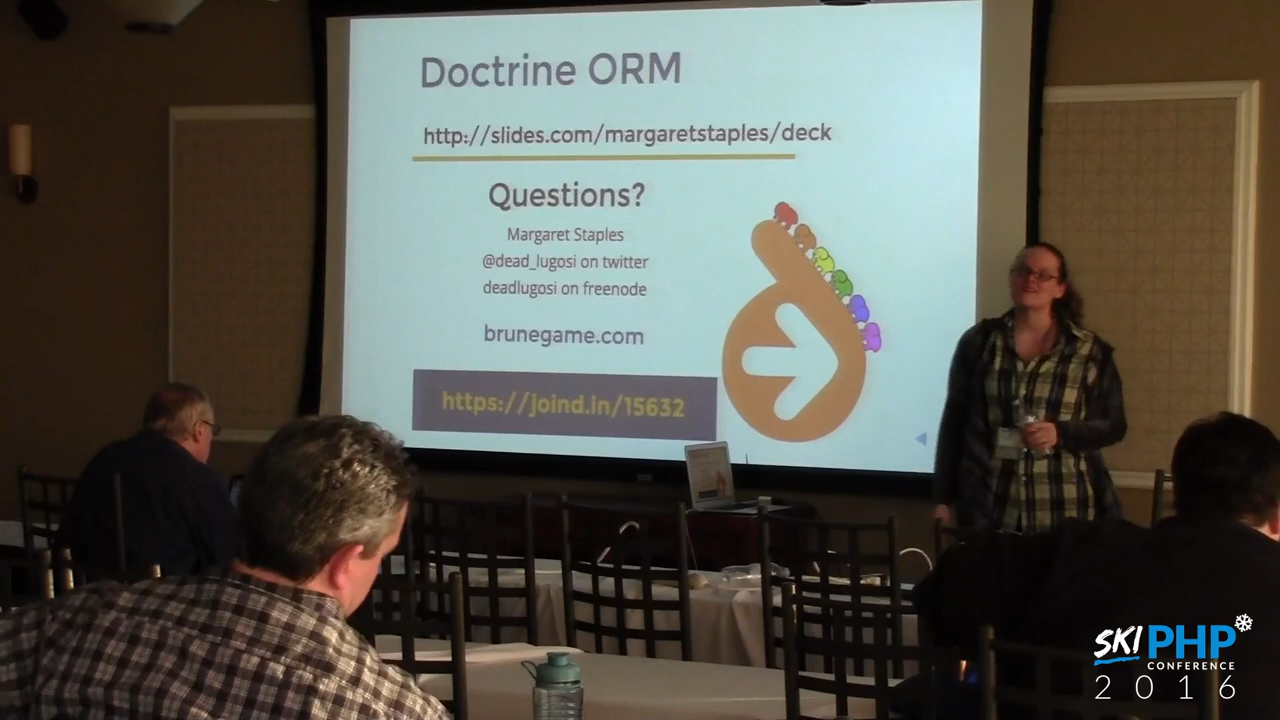 Doctrine ORM
http://slides.com/margaretstaples/deck
Questions?
Margaret Staples
@dead_lugosi on twitter
deadlugosi on freenode
brunegame.com
https://joind.in/15632
SKI PHP
CONFERENCE
2016